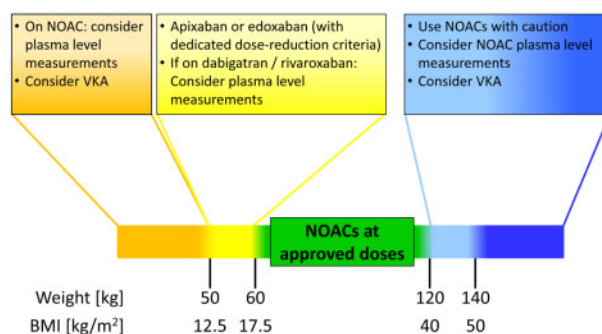 • On NOAC: consider
plasma level
measurements
• Consider VKA
• Apixaban or edoxaban (with
dedicated dose-reduction criteria)
• If on dabigatran / rivaroxaban:
Consider plasma level
measurements
• Use NOACs with caution
• Consider NOAC plasma level
measurements
• Consider VKA
NOACs at
approved doses
Weight [kg] 50 60 120 140
BMI [kg/m²] 12.5 17.5 40 50